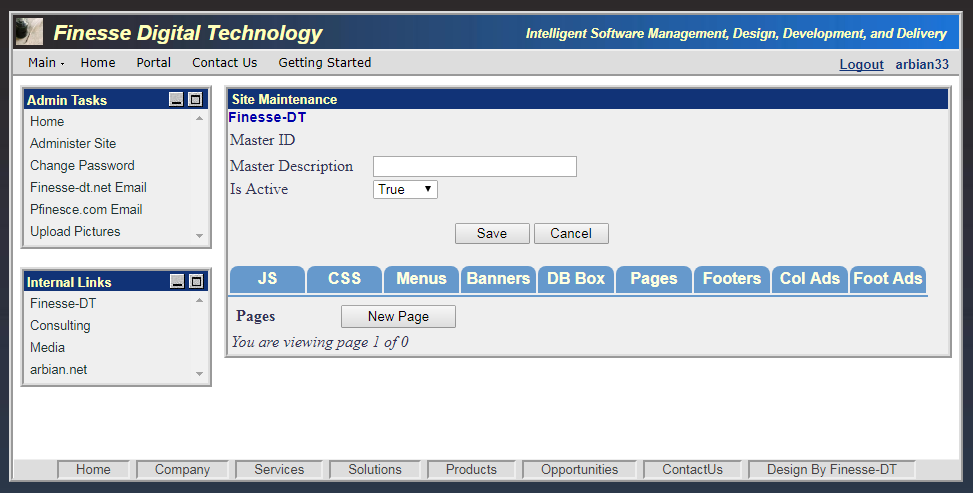 Finesse Digital Technology
Intelligent Software Management, Design, Development, and Delivery
Main Home Portal Contact Us Getting Started
Logout arbian33
Admin Tasks
Home
Administer Site
Change Password
Finesse-dt.net Email
Pfinesce.com Email
Upload Pictures
Internal Links
Finesse-DT
Consulting
Media
arbian.net
Site Maintenance
Finesse-DT
Master ID
Master Description
Is Active True
Save Cancel
JS CSS Menus Banners DB Box Pages Footers Col Ads Foot Ads
Pages New Page
You are viewing page 1 of 0
Home Company Services Solutions Products Opportunities ContactUs Design By Finesse-DT